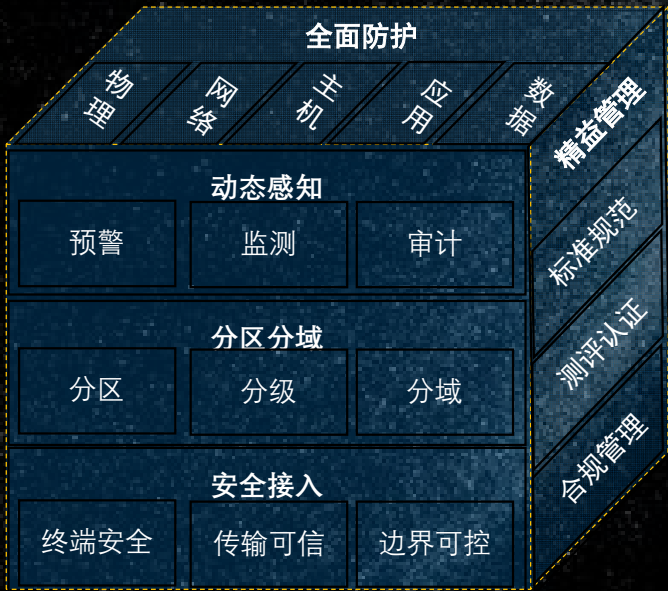 全面防护
物理
网络
主机
应用
数据
精益管理
标准规范
测评认证
合规管理
动态感知
预警
监测
审计
分区分域
分区
分级
分域
安全接入
终端安全
传输可信
边界可控